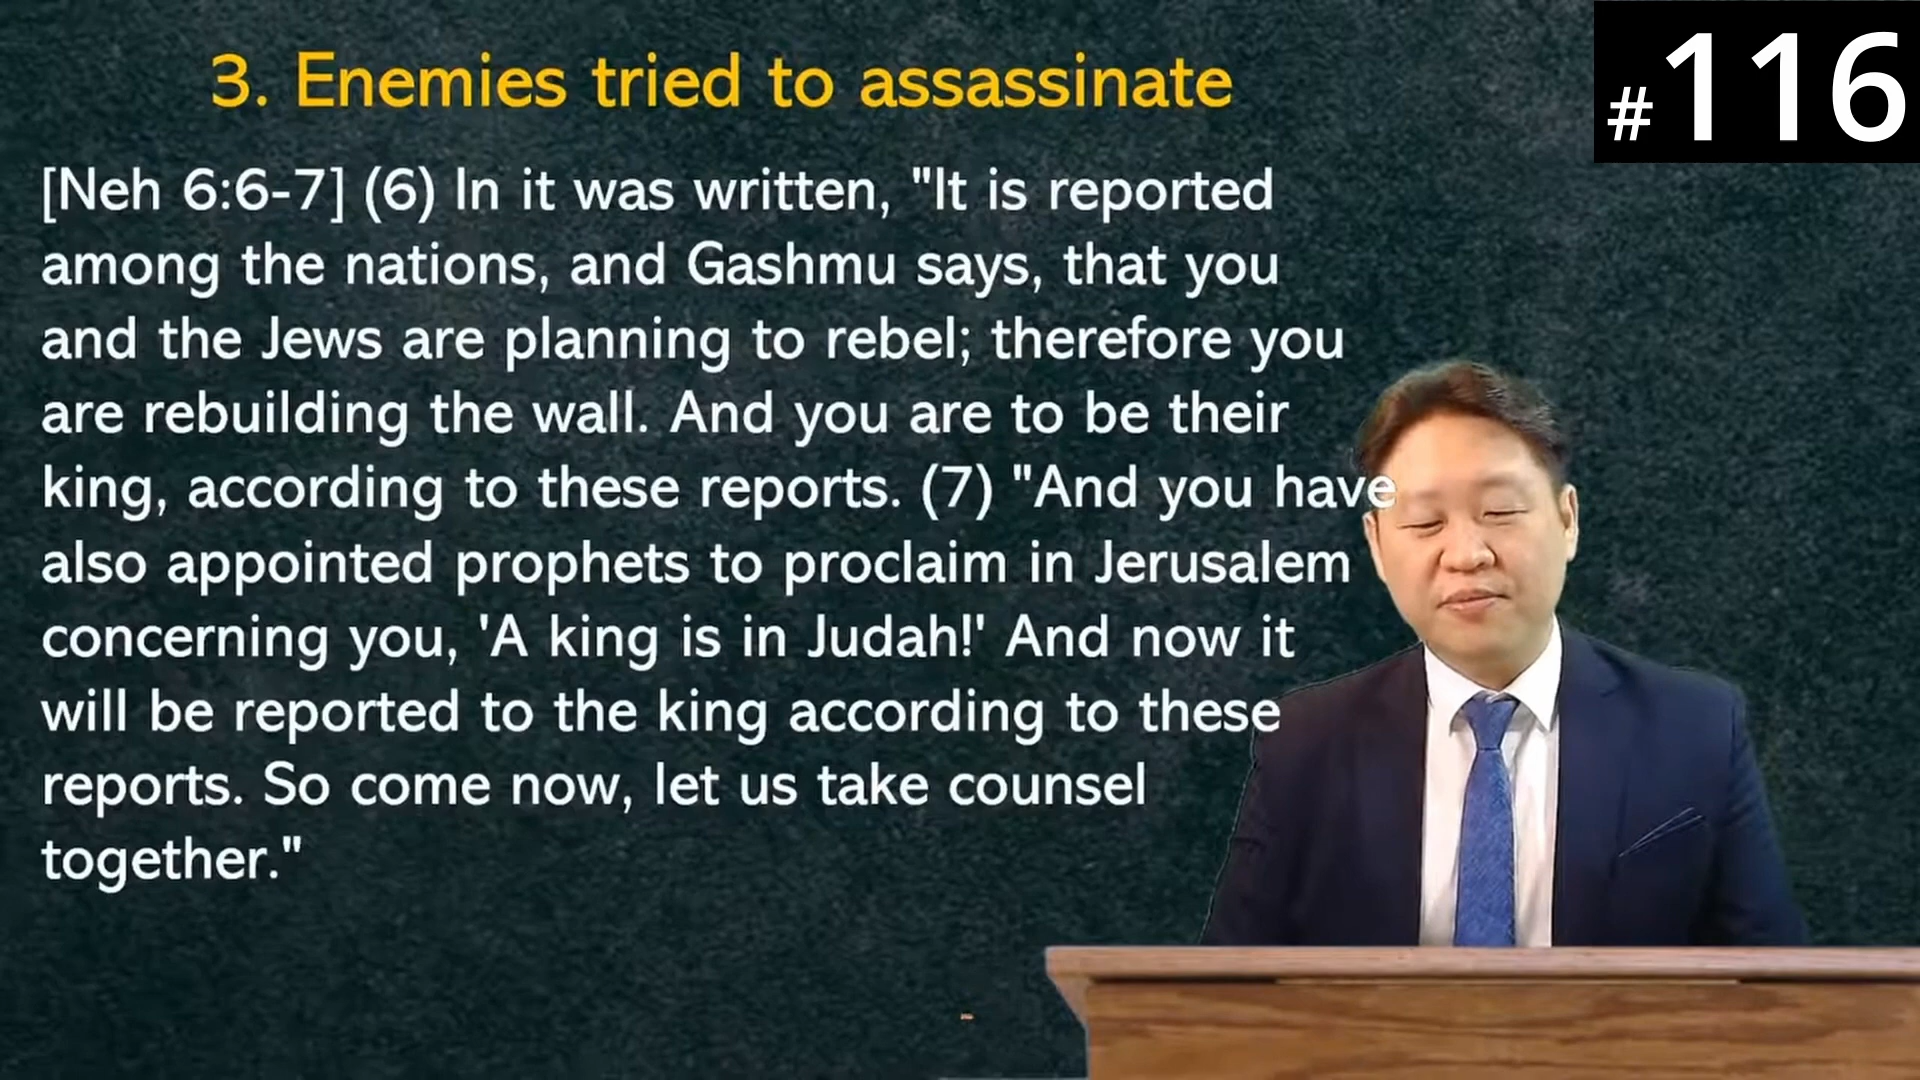 3. Enemies tried to assassinate
#116
[Neh 6:6-7] (6) In it was written, "It is reported
among the nations, and Gashmu says, that you
and the Jews are planning to rebel; therefore you
are rebuilding the wall. And you are to be their
king, according to these reports. (7) "And you have
also appointed prophets to proclaim in Jerusalem
concerning you, 'A king is in Judah!' And now it
will be reported to the king according to these
reports. So come now, let us take counsel
together."